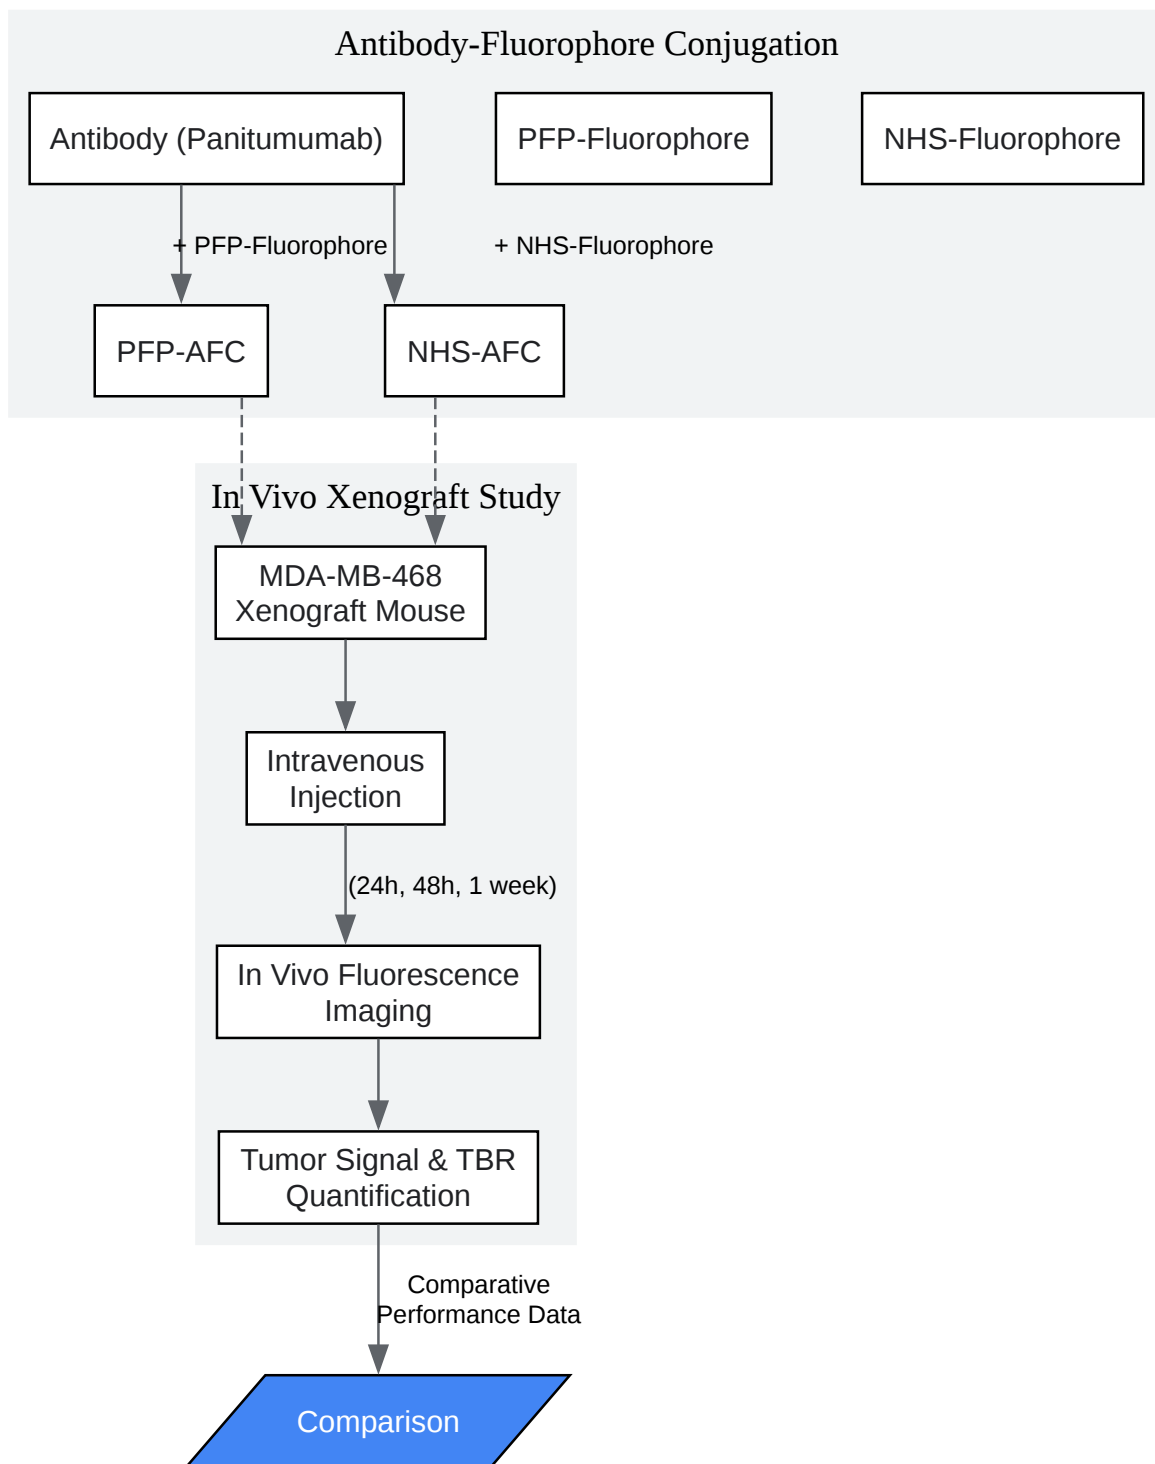 Antibody-Fluorophore Conjugation
Antibody (Panitumumab)
PFP-Fluorophore
NHS-Fluorophore
+ PFP-Fluorophore
+ NHS-Fluorophore
PFP-AFC
NHS-AFC
In Vivo Xenograft Study
MDA-MB-468
Xenograft Mouse
Intravenous
Injection
(24h, 48h, 1 week)
In Vivo Fluorescence
Imaging
Tumor Signal & TBR
Quantification
Comparative
Performance Data
Comparison